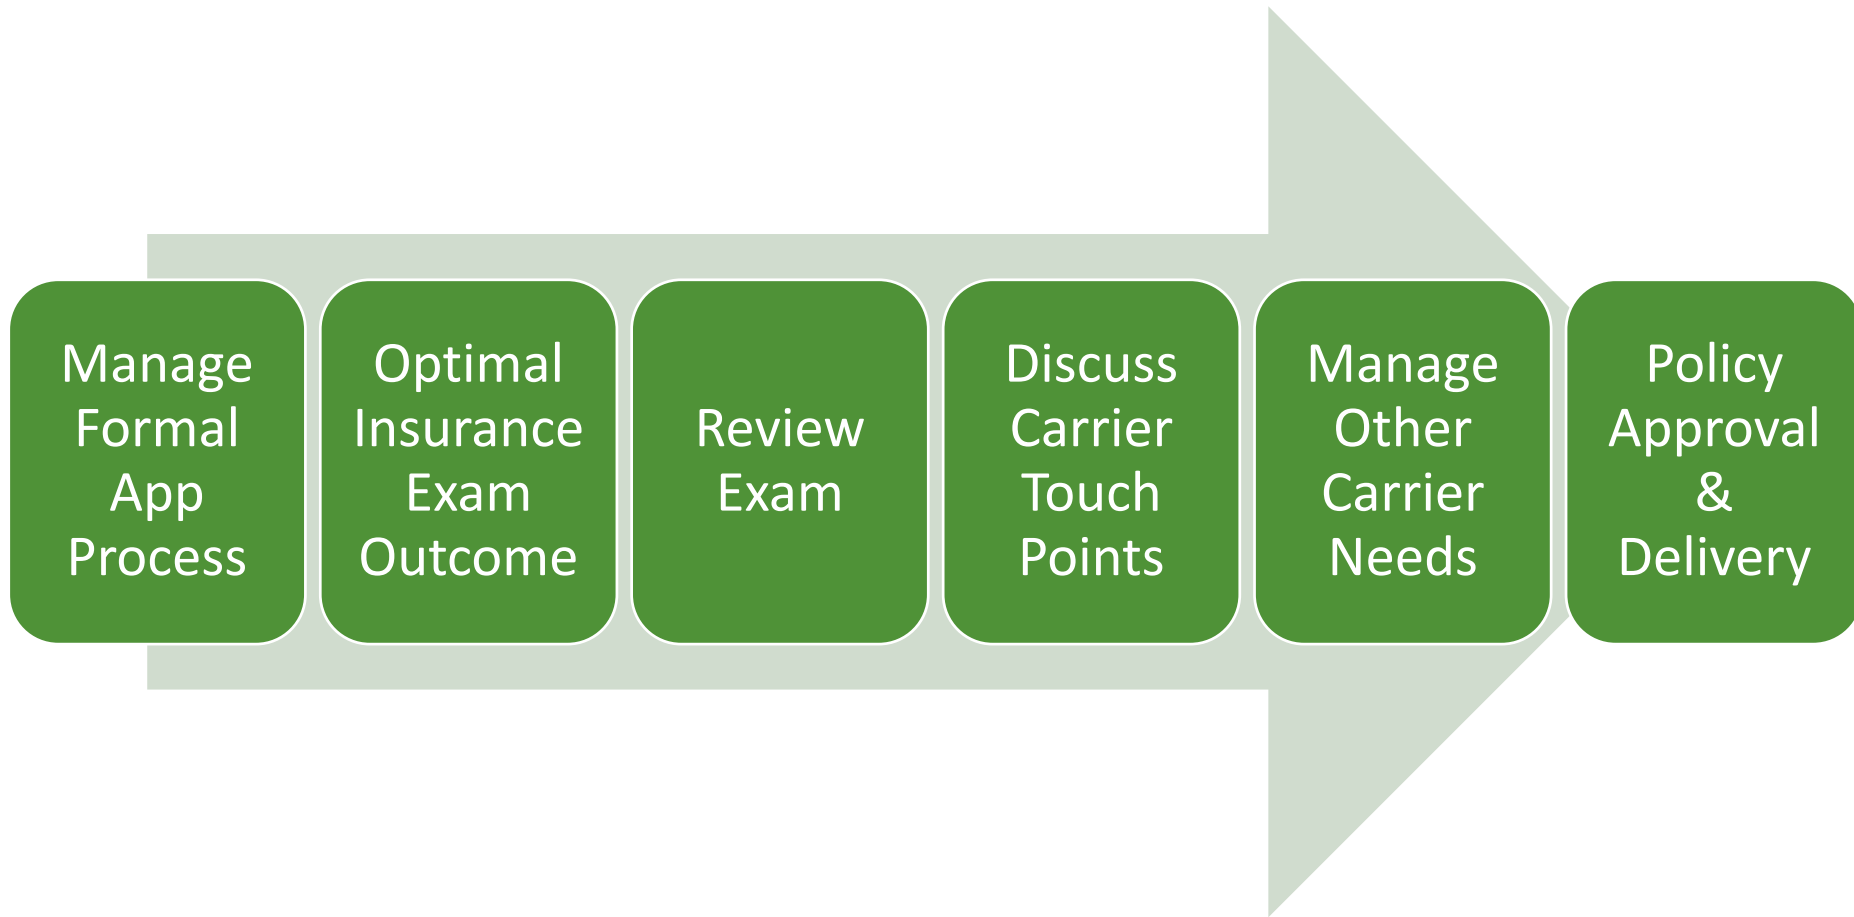 Manage
Formal
App
Process
Optimal
Insurance
Exam
Outcome
Review
Exam
Discuss
Carrier
Touch
Points
Manage
Other
Carrier
Needs
Policy
Approval
&
Delivery